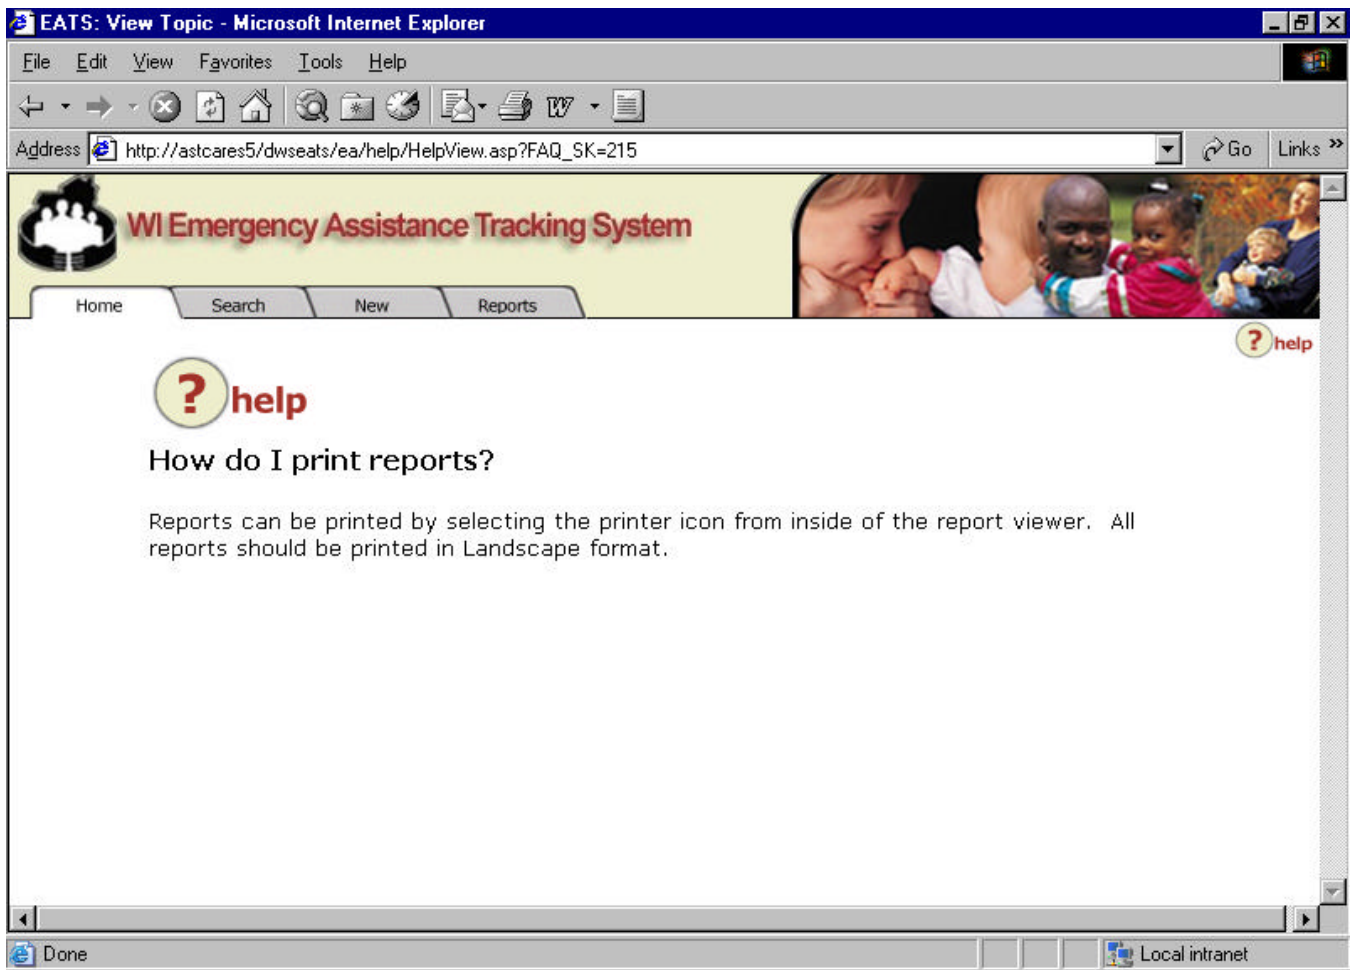 EATS: View Topic - Microsoft Internet Explorer
File Edit View Favorites Tools Help
Address http://astcares5/dwseats/ea/help/HelpView.asp?FAQ_SK=215 Go Links »
WI Emergency Assistance Tracking System
Home Search New Reports
? help
? help
How do I print reports?
Reports can be printed by selecting the printer icon from inside of the report viewer. All
reports should be printed in Landscape format.
Done Local intranet